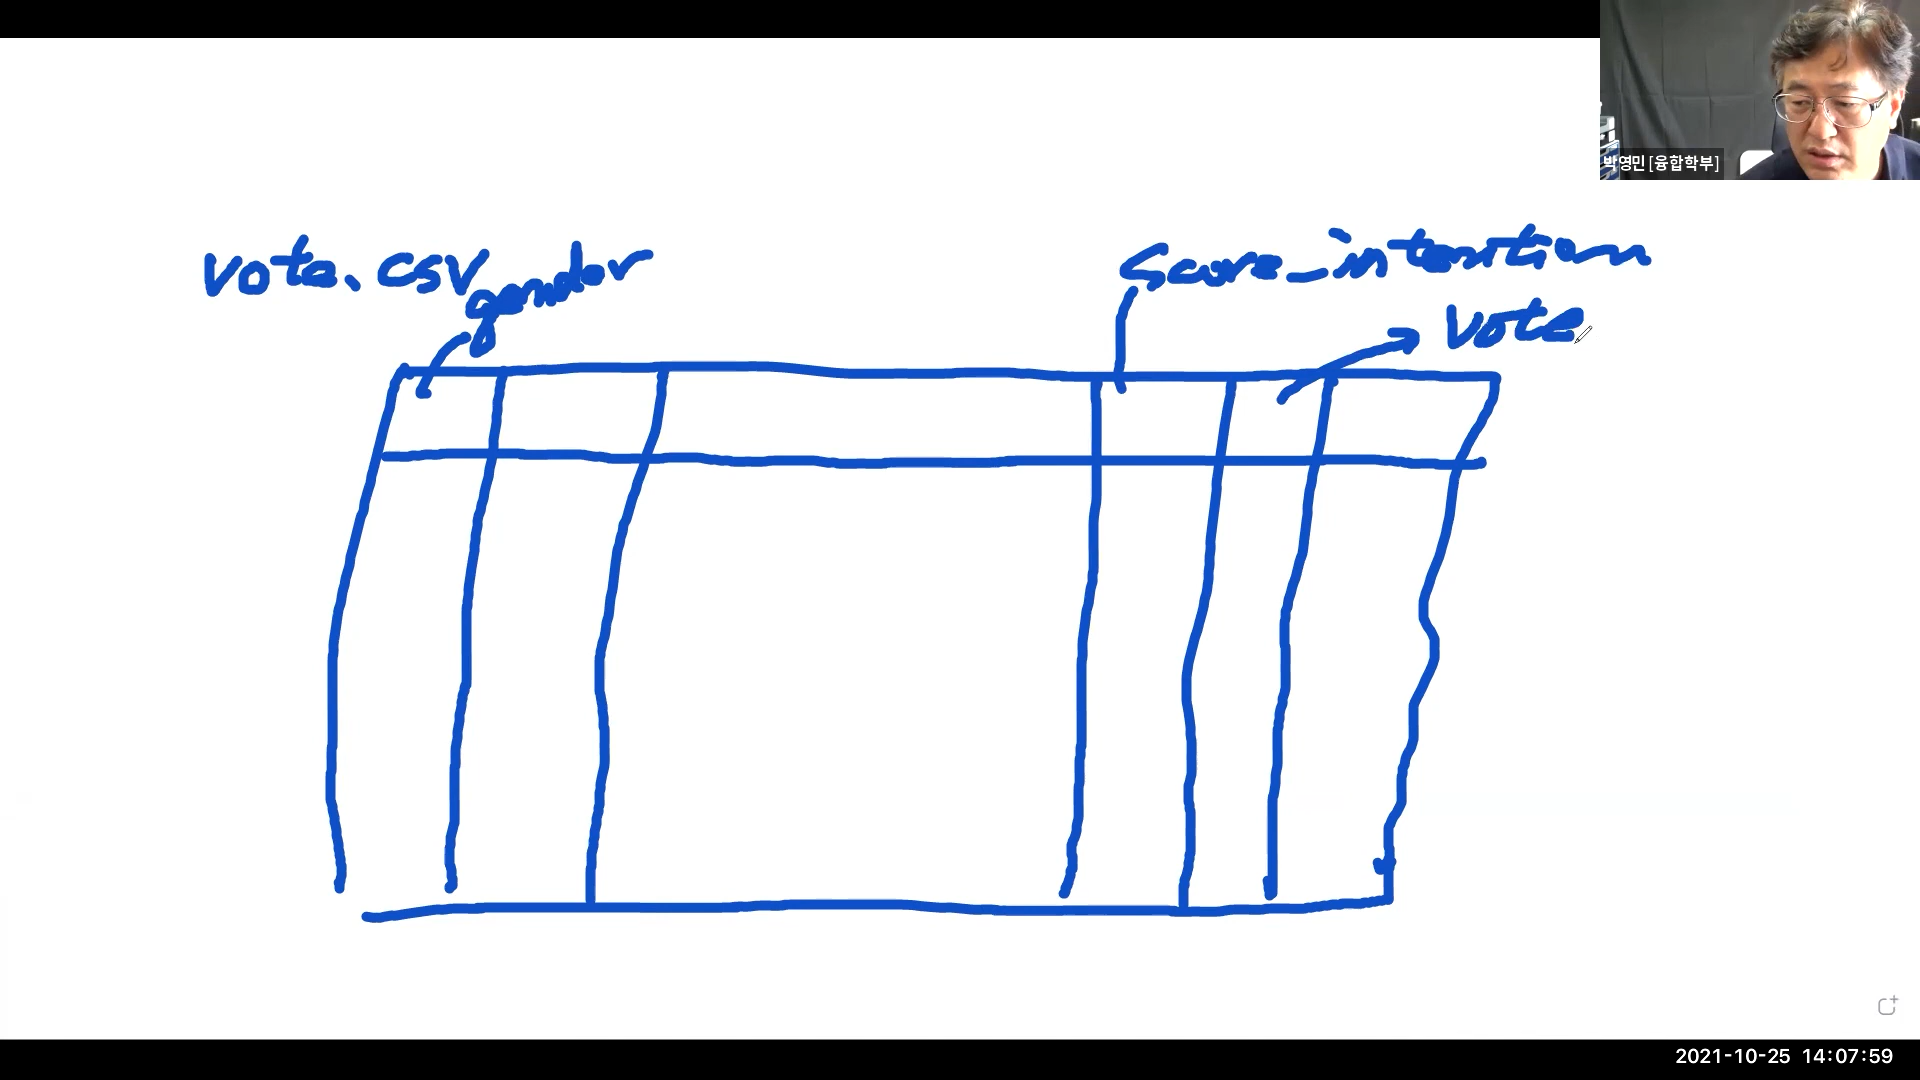 박영민[융합학부]
vote.csv
gender
score_intention
vote
2021-10-25 14:07:59